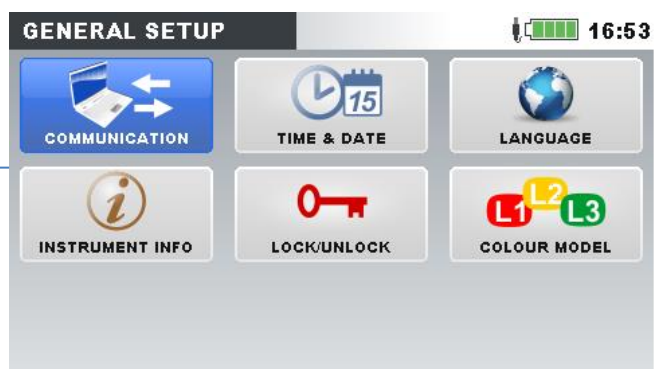 GENERAL SETUP
16:53
15
COMMUNICATION
TIME & DATE
LANGUAGE
i
L1
L2
L3
INSTRUMENT INFO
LOCK/UNLOCK
COLOUR MODEL